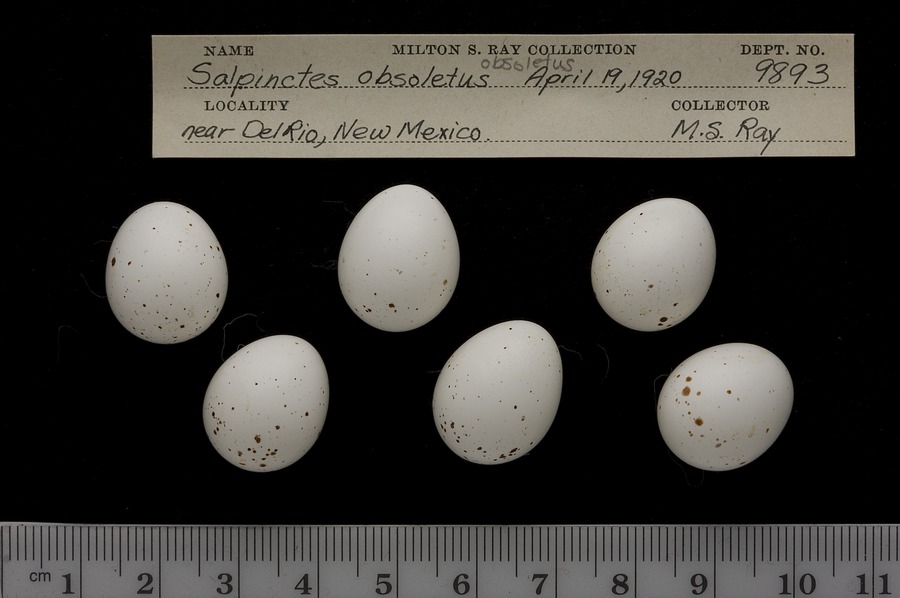 NAME MILTON S. RAY COLLECTION DEPT. NO.
obsoletus
Salpinctes obsoletus April 19, 1920 9893
LOCALITY COLLECTOR
near Del Rio, New Mexico. M.S. Ray
cm 1 2 3 4 5 6 7 8 9 10 11